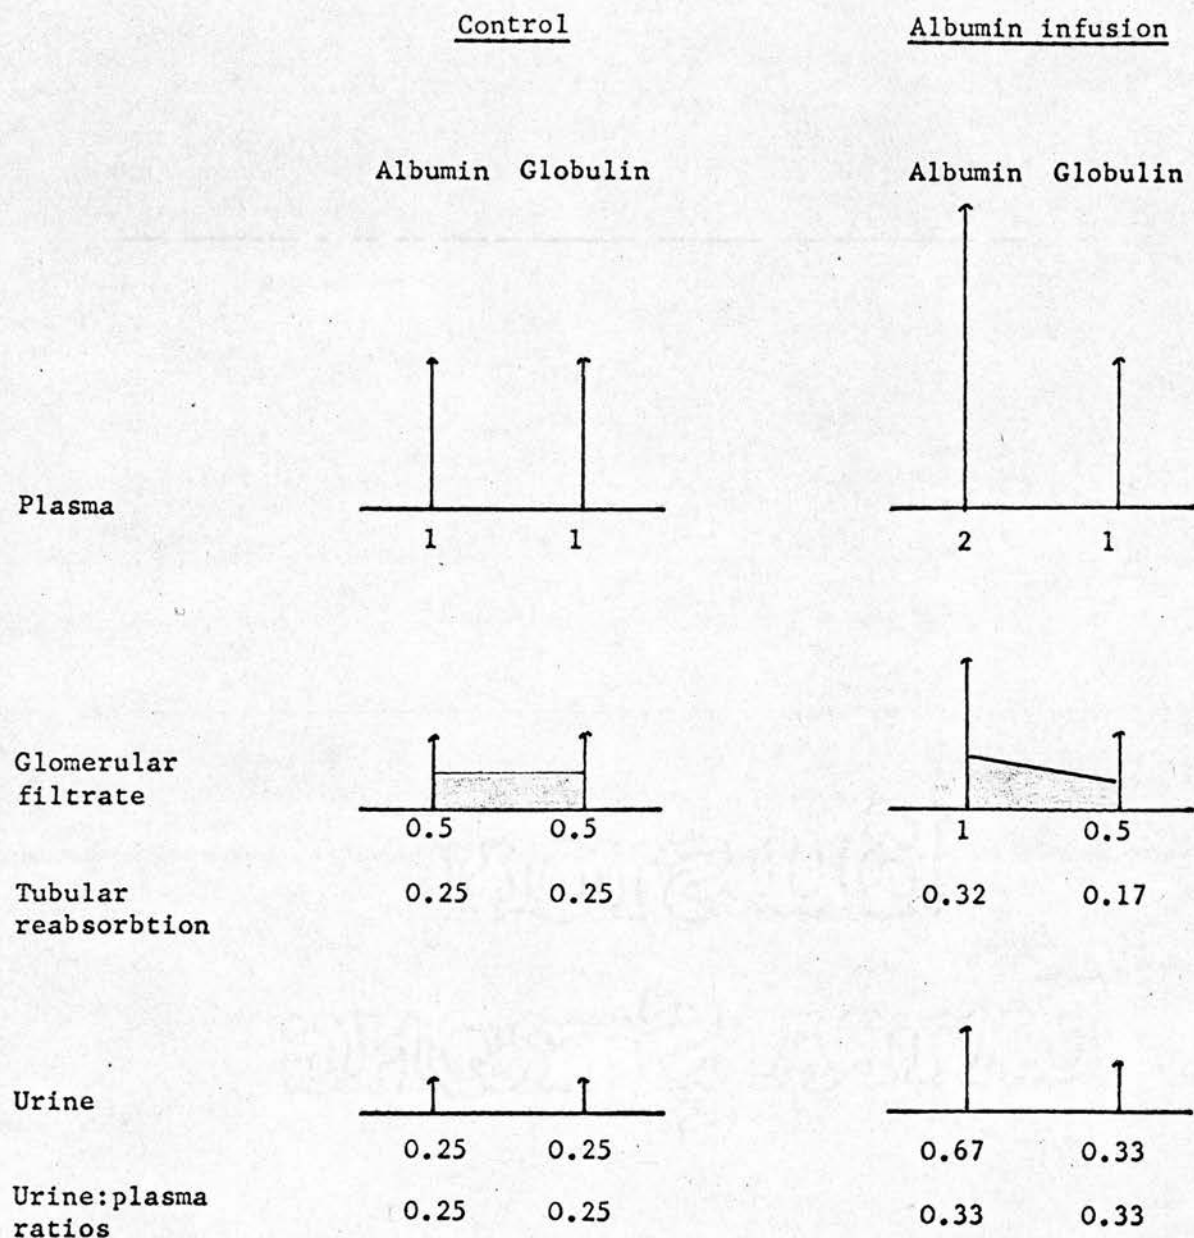 Control Albumin infusion
Albumin Globulin Albumin Globulin
Plasma
1 1 2 1
Glomerular
filtrate
0.5 0.5 1 0.5
Tubular
reabsorbtion
0.25 0.25 0.32 0.17
Urine
0.25 0.25 0.67 0.33
Urine:plasma
ratios
0.25 0.25 0.33 0.33